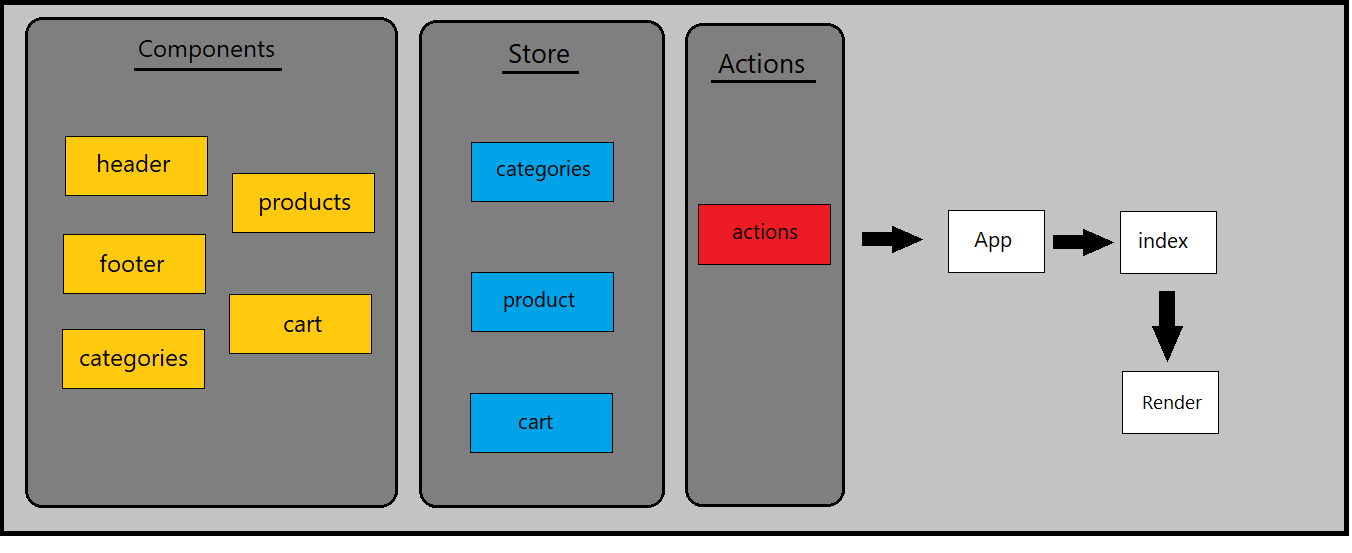 Components
header
products
footer
cart
categories
Store
categories
product
cart
Actions
actions
App
index
Render